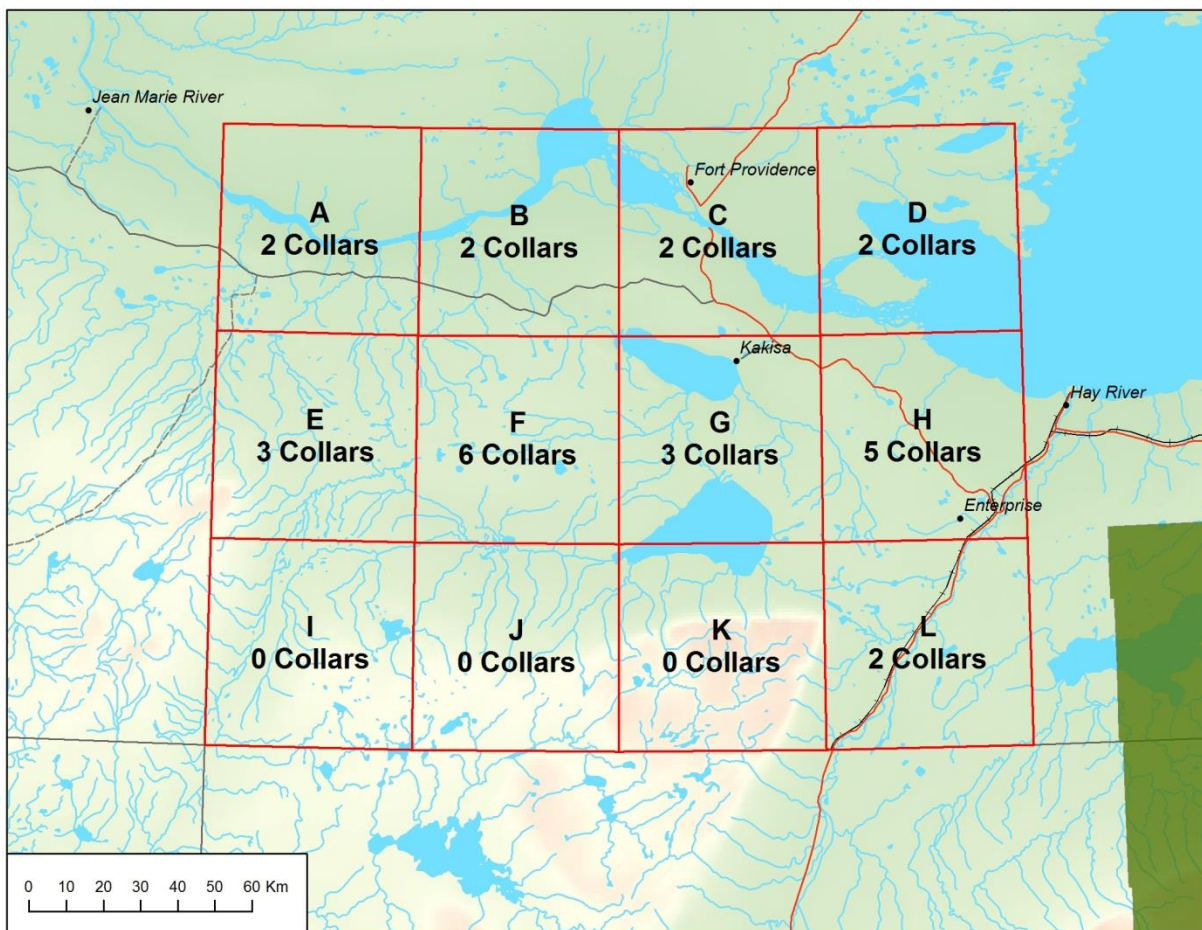 Jean Marie River
Fort Providence
A
2 Collars
B
2 Collars
C
2 Collars
D
2 Collars
Kakisa
Hay River
E
3 Collars
F
6 Collars
G
3 Collars
H
5 Collars
Enterprise
I
0 Collars
J
0 Collars
K
0 Collars
L
2 Collars
0 10 20 30 40 50 60 Km